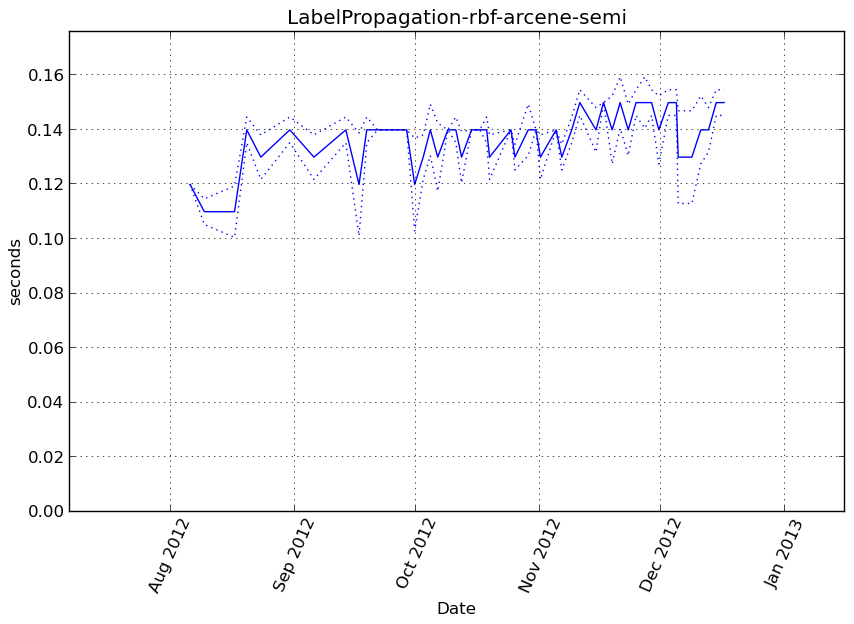 LabelPropagation-rbf-arcene-semi
0.16
0.14
0.12
0.10
0.08
0.06
0.04
0.02
0.00
seconds
Aug 2012
Sep 2012
Oct 2012
Nov 2012
Dec 2012
Jan 2013
Date